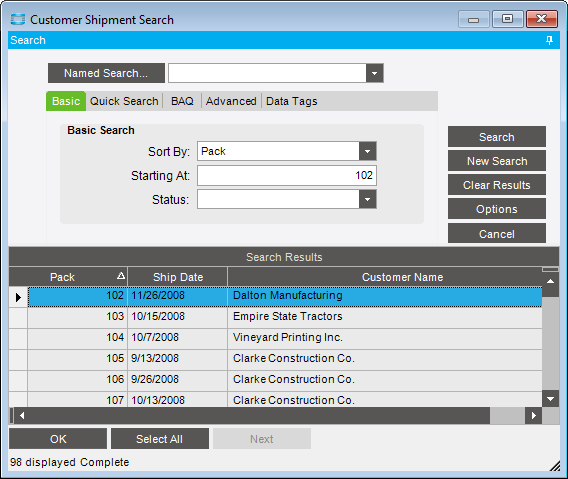 Customer Shipment Search
Search
Named Search...
Basic Quick Search BAQ Advanced Data Tags
Basic Search
Sort By: Pack
Starting At: 102
Status:
Search
New Search
Clear Results
Options
Cancel
Search Results
Pack Ship Date Customer Name
102 11/26/2008 Dalton Manufacturing
103 10/15/2008 Empire State Tractors
104 10/7/2008 Vineyard Printing Inc.
105 9/13/2008 Clarke Construction Co.
106 9/26/2008 Clarke Construction Co.
107 10/13/2008 Clarke Construction Co.
OK Select All Next
98 displayed Complete